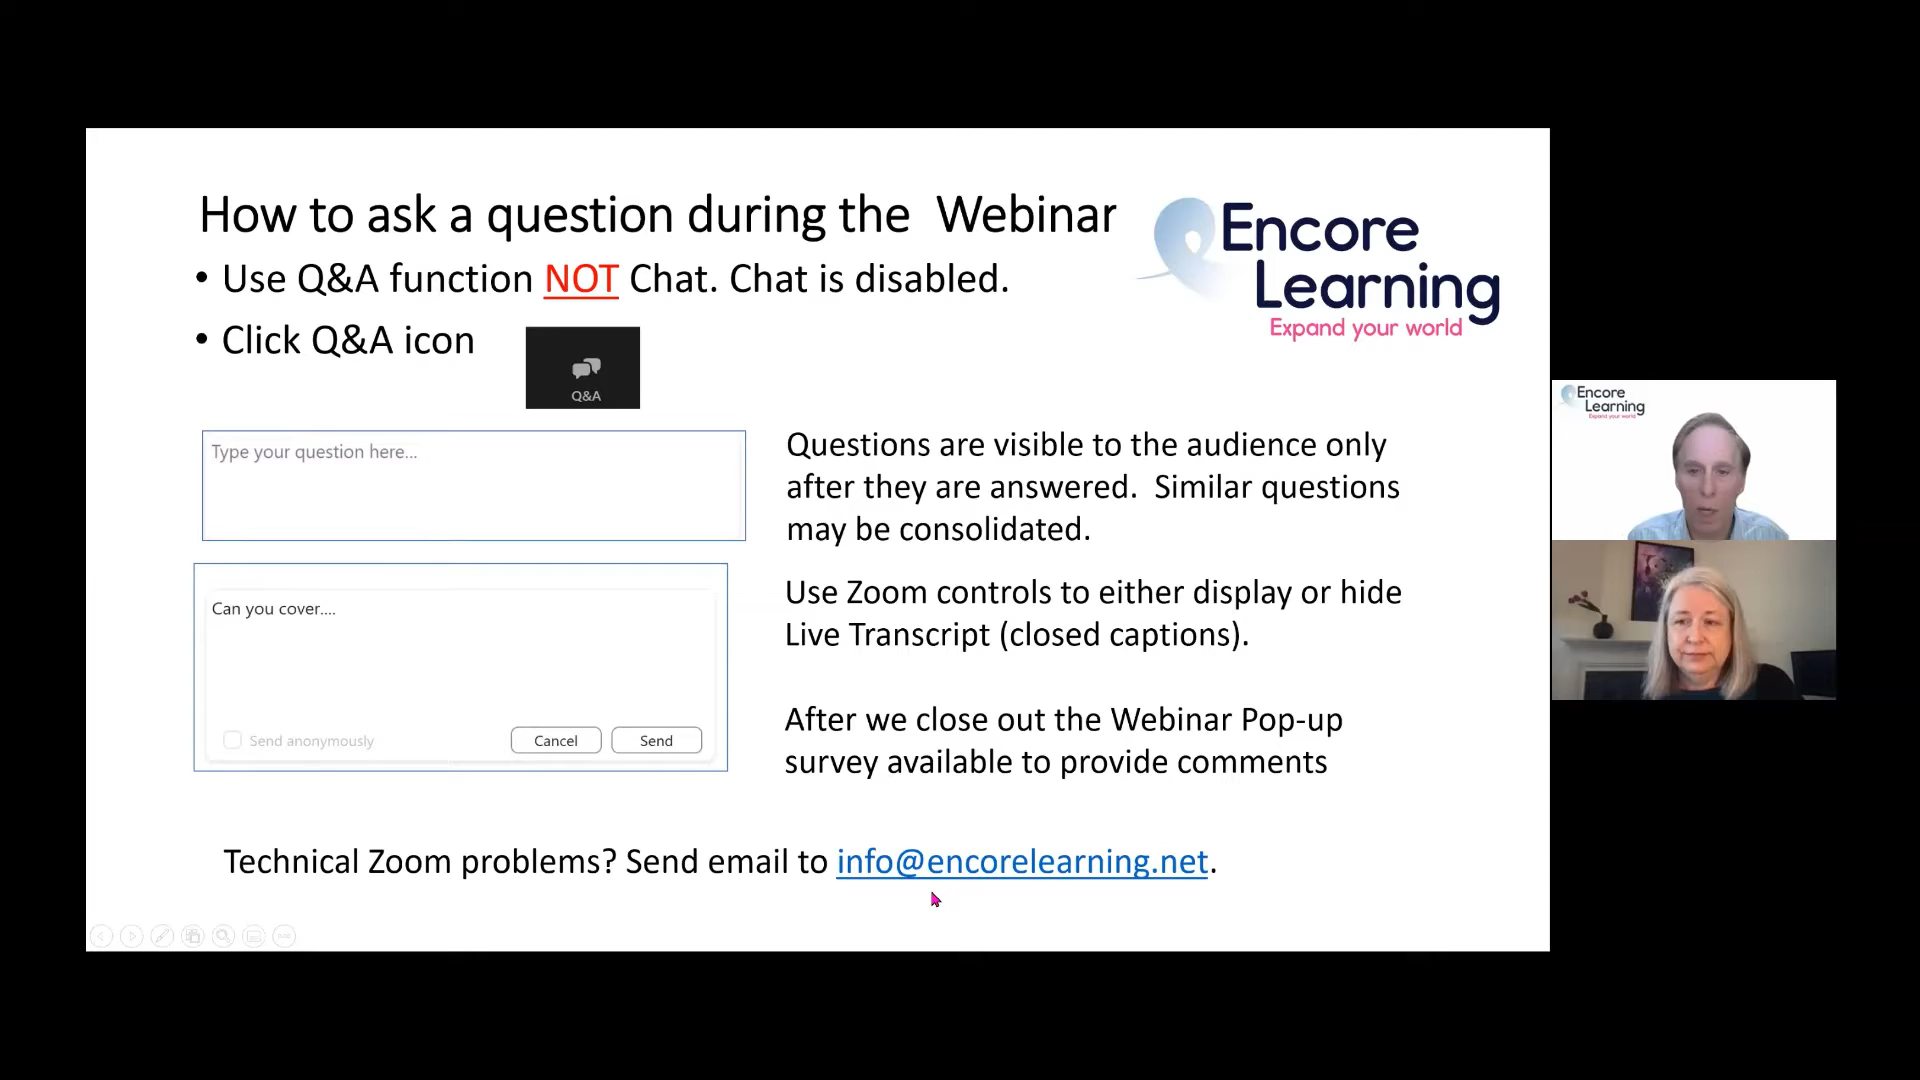 How to ask a question during the  Webinar
• Use Q&A function NOT Chat. Chat is disabled.
• Click Q&A icon
Q&A
Encore
Learning
Expand your world
Type your question here...
Can you cover....
Send anonymously
Cancel
Send
Questions are visible to the audience only
after they are answered.  Similar questions
may be consolidated.
Use Zoom controls to either display or hide
Live Transcript (closed captions).
After we close out the Webinar Pop-up
survey available to provide comments
Technical Zoom problems? Send email to info@encorelearning.net.
Encore
Learning
Expand your world